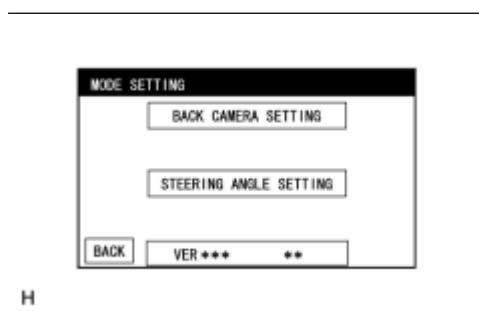 MODE SETTING
BACK CAMERA SETTING
STEERING ANGLE SETTING
BACK
VER*** **
H